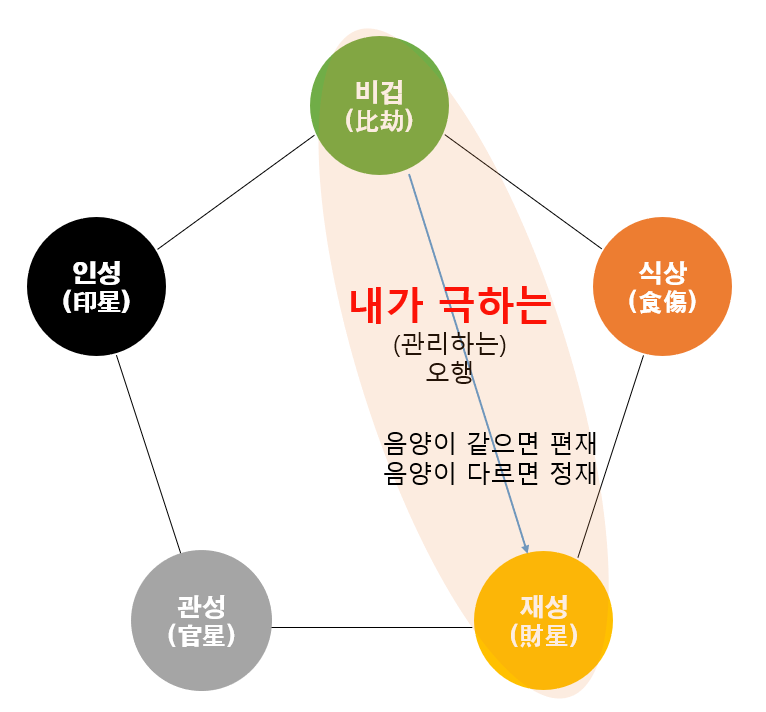 비겁
(比劫)
인성
(印星)
식상
(食傷)
내가 극하는
(관리하는)
오행
음양이 같으면 편재
음양이 다르면 정재
관성
(官星)
재성
(財星)